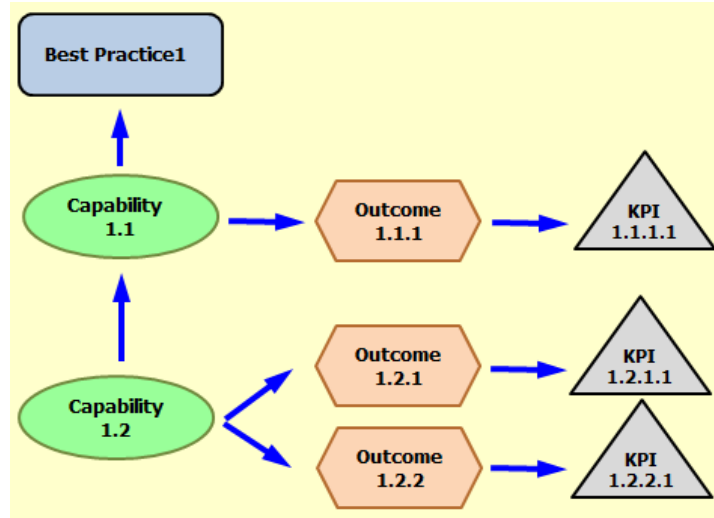 Best Practice1
Capability
1.1
Outcome
1.1.1
KPI
1.1.1.1
Capability
1.2
Outcome
1.2.1
KPI
1.2.1.1
Outcome
1.2.2
KPI
1.2.2.1